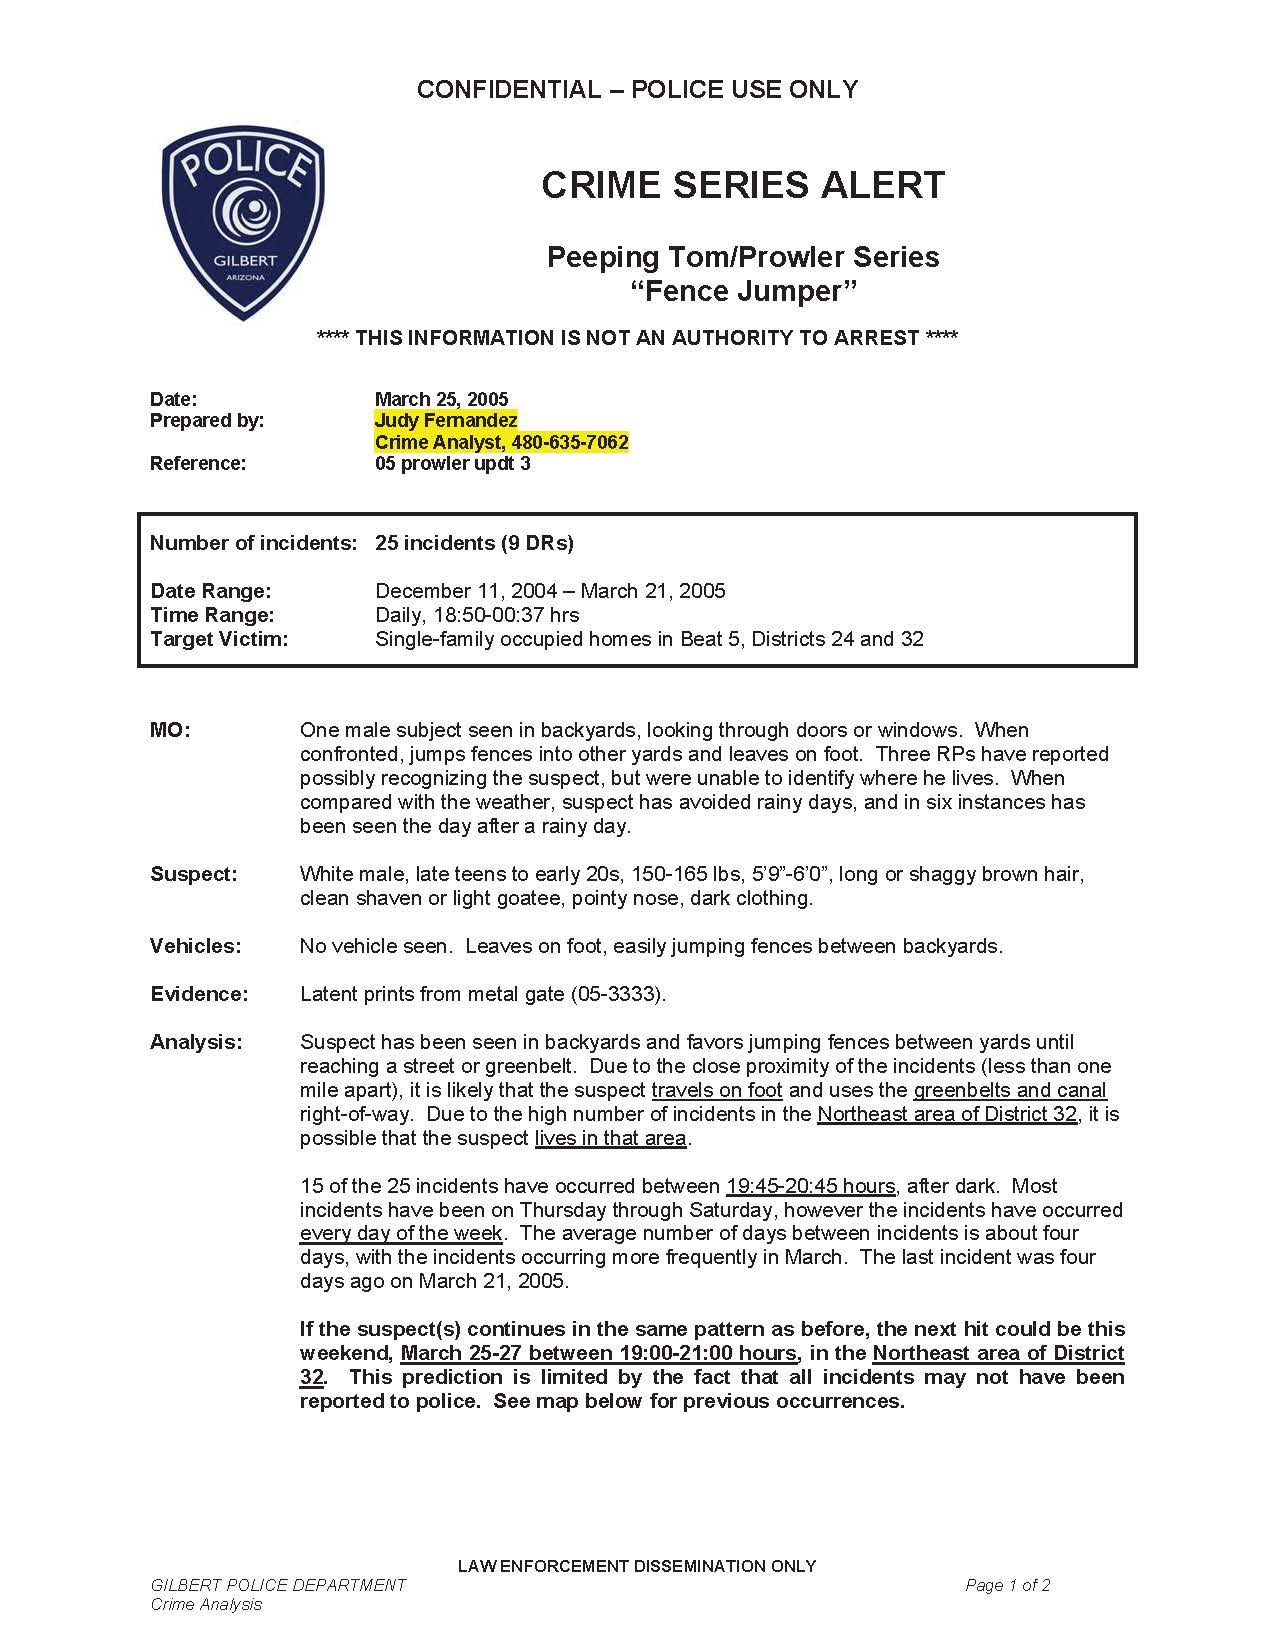 CONFIDENTIAL – POLICE USE ONLY
POLICE
GILBERT
ARIZONA
CRIME SERIES ALERT
Peeping Tom/Prowler Series
“Fence Jumper”
**** THIS INFORMATION IS NOT AN AUTHORITY TO ARREST ****
Date: March 25, 2005
Prepared by: Judy Fernandez
Crime Analyst, 480-635-7062
Reference: 05 prowler updt 3
Number of incidents: 25 incidents (9 DRs)
Date Range: December 11, 2004 – March 21, 2005
Time Range: Daily, 18:50-00:37 hrs
Target Victim: Single-family occupied homes in Beat 5, Districts 24 and 32
MO: One male subject seen in backyards, looking through doors or windows. When
confronted, jumps fences into other yards and leaves on foot. Three RPs have reported
possibly recognizing the suspect, but were unable to identify where he lives. When
compared with the weather, suspect has avoided rainy days, and in six instances has
been seen the day after a rainy day.
Suspect: White male, late teens to early 20s, 150-165 lbs, 5’9”-6’0”, long or shaggy brown hair,
clean shaven or light goatee, pointy nose, dark clothing.
Vehicles: No vehicle seen. Leaves on foot, easily jumping fences between backyards.
Evidence: Latent prints from metal gate (05-3333).
Analysis: Suspect has been seen in backyards and favors jumping fences between yards until
reaching a street or greenbelt. Due to the close proximity of the incidents (less than one
mile apart), it is likely that the suspect travels on foot and uses the greenbelts and canal
right-of-way. Due to the high number of incidents in the Northeast area of District 32, it is
possible that the suspect lives in that area.
15 of the 25 incidents have occurred between 19:45-20:45 hours, after dark. Most
incidents have been on Thursday through Saturday, however the incidents have occurred
every day of the week. The average number of days between incidents is about four
days, with the incidents occurring more frequently in March. The last incident was four
days ago on March 21, 2005.
If the suspect(s) continues in the same pattern as before, the next hit could be this
weekend, March 25-27 between 19:00-21:00 hours, in the Northeast area of District
32. This prediction is limited by the fact that all incidents may not have been
reported to police. See map below for previous occurrences.
LAW ENFORCEMENT DISSEMINATION ONLY
GILBERT POLICE DEPARTMENT Page 1 of 2
Crime Analysis